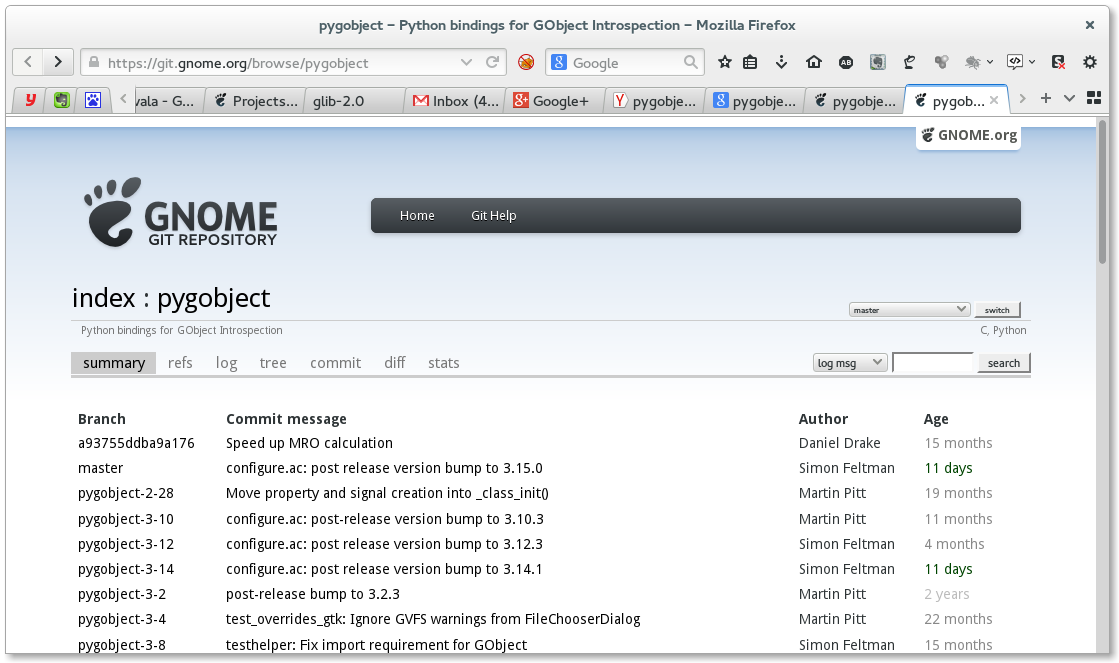 pygobject – Python bindings for GObject Introspection – Mozilla Firefox
https://git.gnome.org/browse/pygobject
Google
ABP
vala - G...
Projects...
glib-2.0
Inbox (4...
Google+
pygobje...
pygobje...
pygobje...
pygob...
GNOME.org
GNOME
GIT REPOSITORY
Home Git Help
index : pygobject
master switch
Python bindings for GObject Introspection C, Python
summary refs log tree commit diff stats log msg search
Branch Commit message Author Age
a93755ddba9a176 Speed up MRO calculation Daniel Drake 15 months
master configure.ac: post release version bump to 3.15.0 Simon Feltman 11 days
pygobject-2-28 Move property and signal creation into _class_init() Martin Pitt 19 months
pygobject-3-10 configure.ac: post-release version bump to 3.10.3 Martin Pitt 11 months
pygobject-3-12 configure.ac: post release version bump to 3.12.3 Simon Feltman 4 months
pygobject-3-14 configure.ac: post release version bump to 3.14.1 Simon Feltman 11 days
pygobject-3-2 post-release bump to 3.2.3 Martin Pitt 2 years
pygobject-3-4 test_overrides_gtk: Ignore GVFS warnings from FileChooserDialog Martin Pitt 22 months
pygobject-3-8 testhelper: Fix import requirement for GObject Simon Feltman 15 months